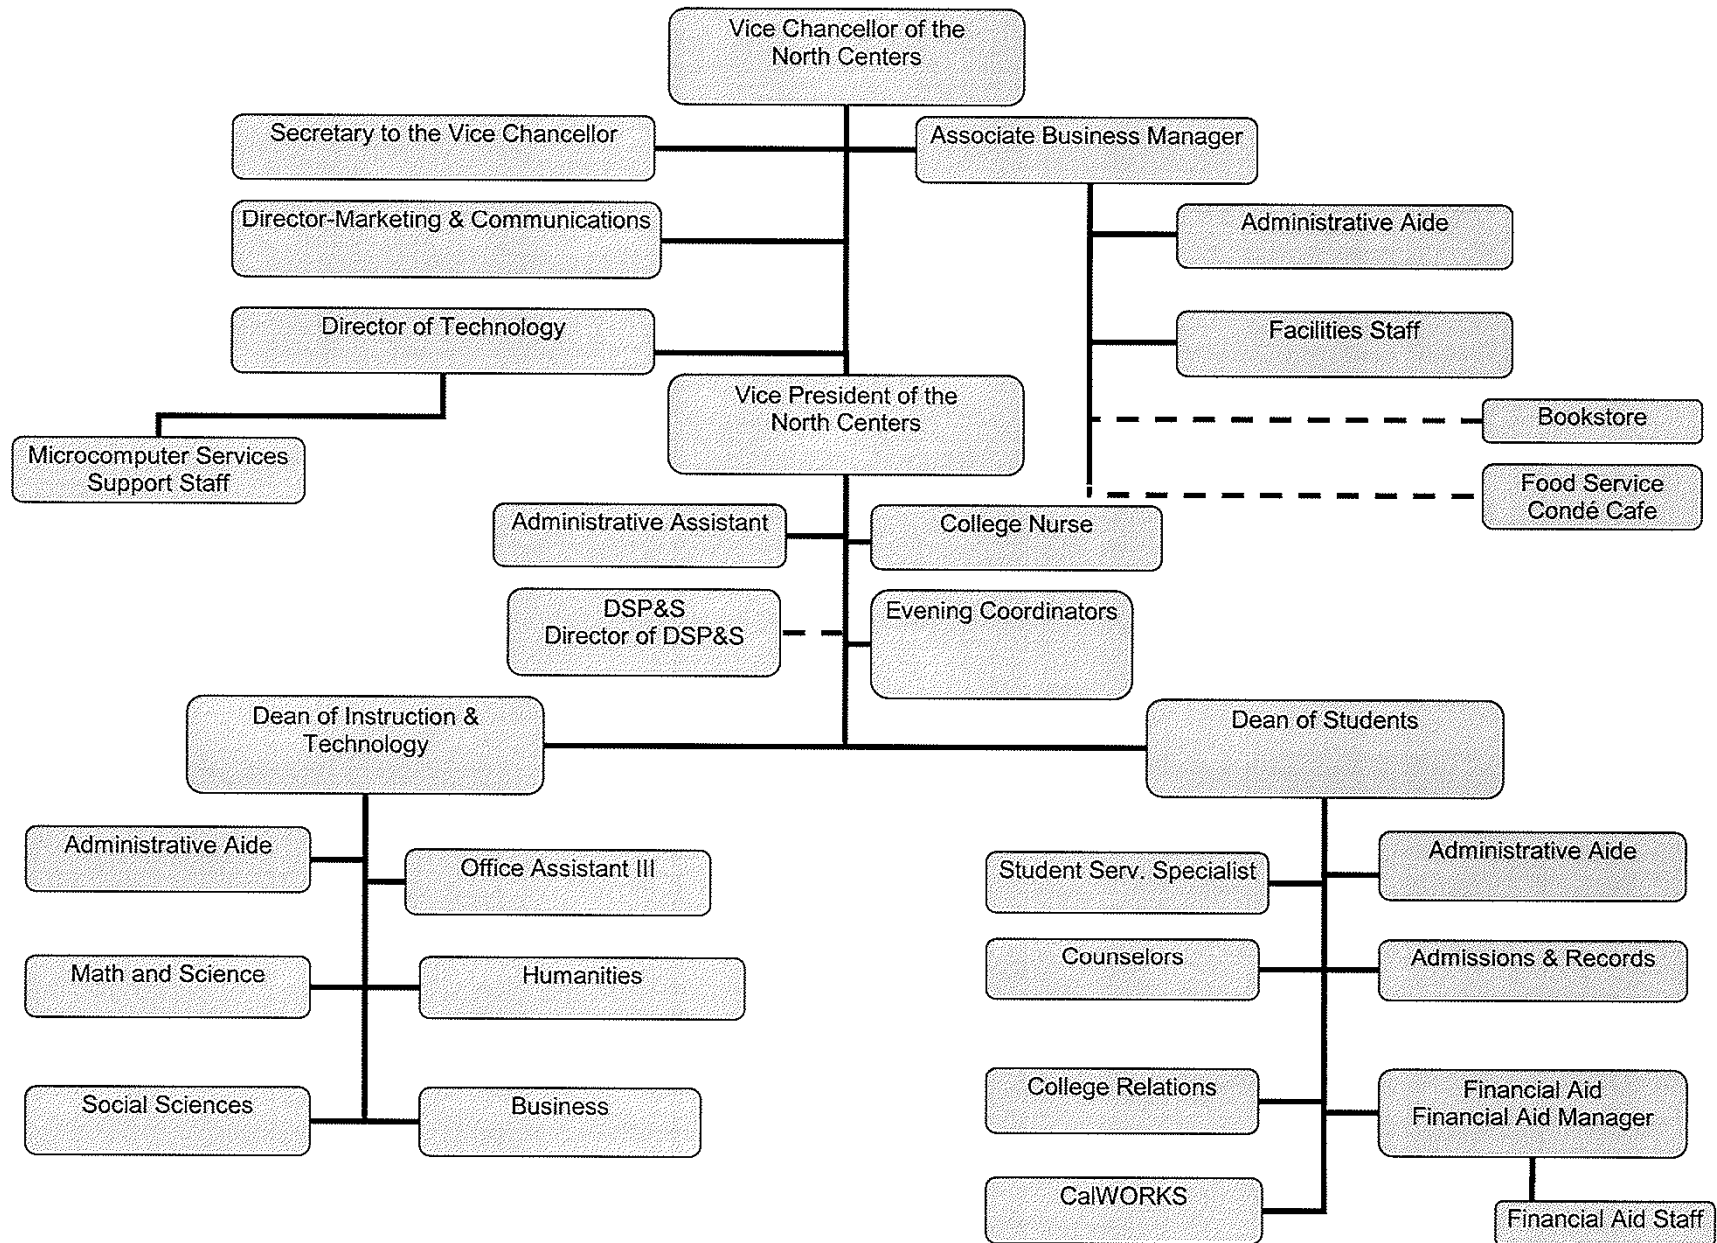 Vice Chancellor of the
North Centers
Secretary to the Vice Chancellor
Associate Business Manager
Director-Marketing & Communications
Administrative Aide
Director of Technology
Facilities Staff
Vice President of the
North Centers
Bookstore
Microcomputer Services
Support Staff
Food Service
Condé Cafe
Administrative Assistant
College Nurse
DSP&S
Director of DSP&S
Evening Coordinators
Dean of Instruction &
Technology
Dean of Students
Administrative Aide
Office Assistant III
Student Serv. Specialist
Administrative Aide
Math and Science
Humanities
Counselors
Admissions & Records
Social Sciences
Business
College Relations
Financial Aid
Financial Aid Manager
CalWORKS
Financial Aid Staff